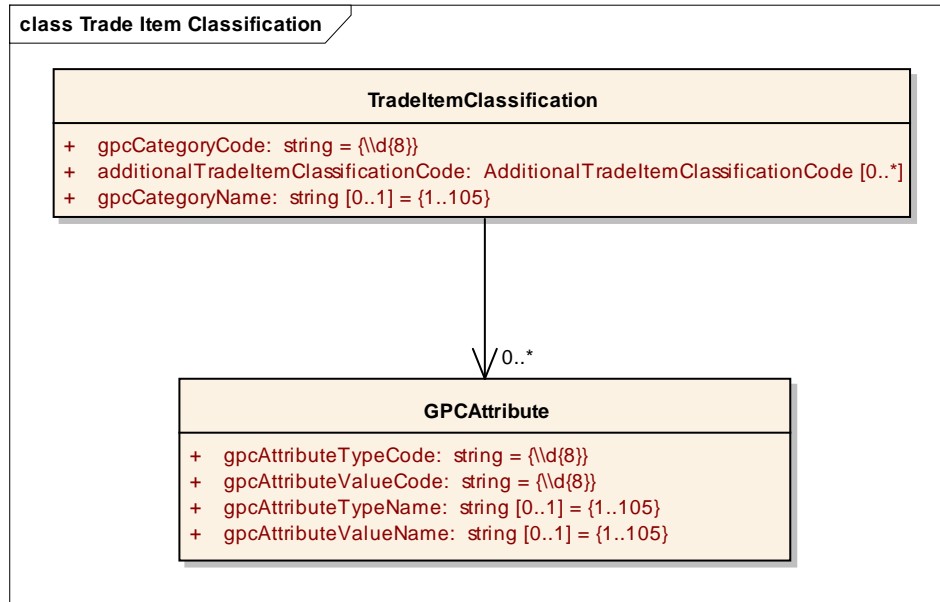 class Trade Item Classification
TradeItemClassification
+ gpcCategoryCode: string = {\\d{8}}
+ additionalTradeItemClassificationCode: AdditionalTradeItemClassificationCode [0..*]
+ gpcCategoryName: string [0..1] = {1..105}
0..*
GPCAttribute
+ gpcAttributeTypeCode: string = {\\d{8}}
+ gpcAttributeValueCode: string = {\\d{8}}
+ gpcAttributeTypeName: string [0..1] = {1..105}
+ gpcAttributeValueName: string [0..1] = {1..105}